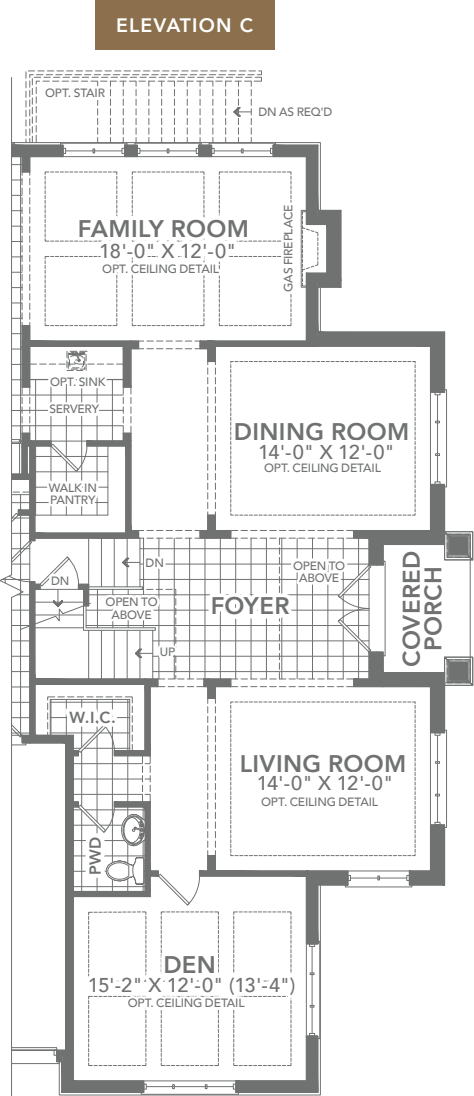 ELEVATION C
OPT. STAIR
DN AS REQ'D
FAMILY ROOM
18'-0" X 12'-0"
OPT. CEILING DETAIL
GAS FIREPLACE
OPT. SINK
SERVERY
DINING ROOM
14'-0" X 12'-0"
OPT. CEILING DETAIL
WALK IN
PANTRY
DN
DN
OPEN TO
ABOVE
OPEN TO
ABOVE
FOYER
COVERED
PORCH
UP
W.I.C.
LIVING ROOM
14'-0" X 12'-0"
OPT. CEILING DETAIL
PWD
DEN
15'-2" X 12'-0" (13'-4")
OPT. CEILING DETAIL